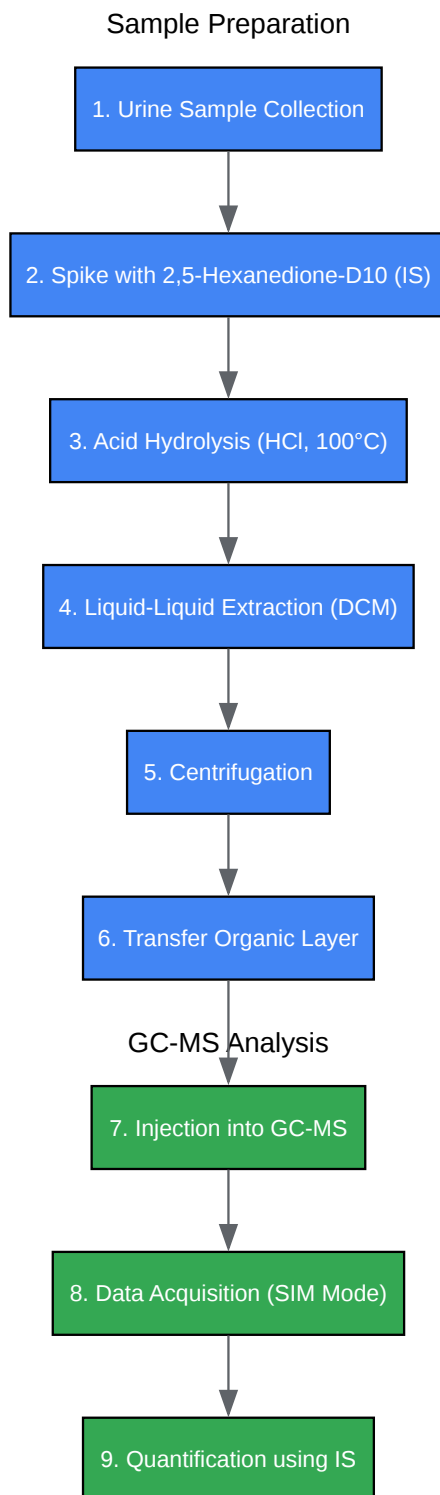 Sample Preparation
1. Urine Sample Collection
2. Spike with 2,5-Hexanedione-D10 (IS)
3. Acid Hydrolysis (HCl, 100°C)
4. Liquid-Liquid Extraction (DCM)
5. Centrifugation
6. Transfer Organic Layer
GC-MS Analysis
7. Injection into GC-MS
8. Data Acquisition (SIM Mode)
9. Quantification using IS